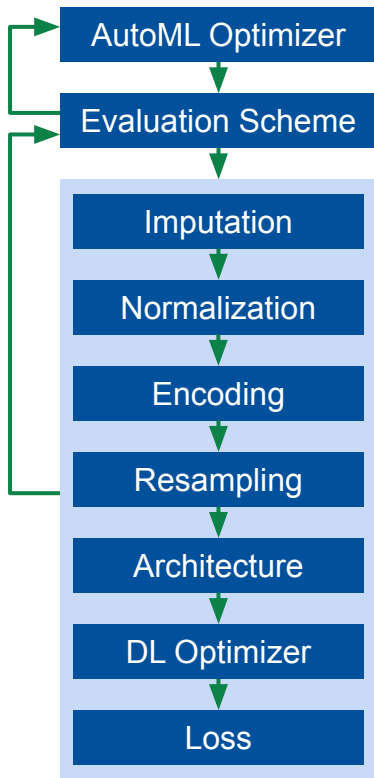 AutoML Optimizer
Evaluation Scheme
Imputation
Normalization
Encoding
Resampling
Architecture
DL Optimizer
Loss